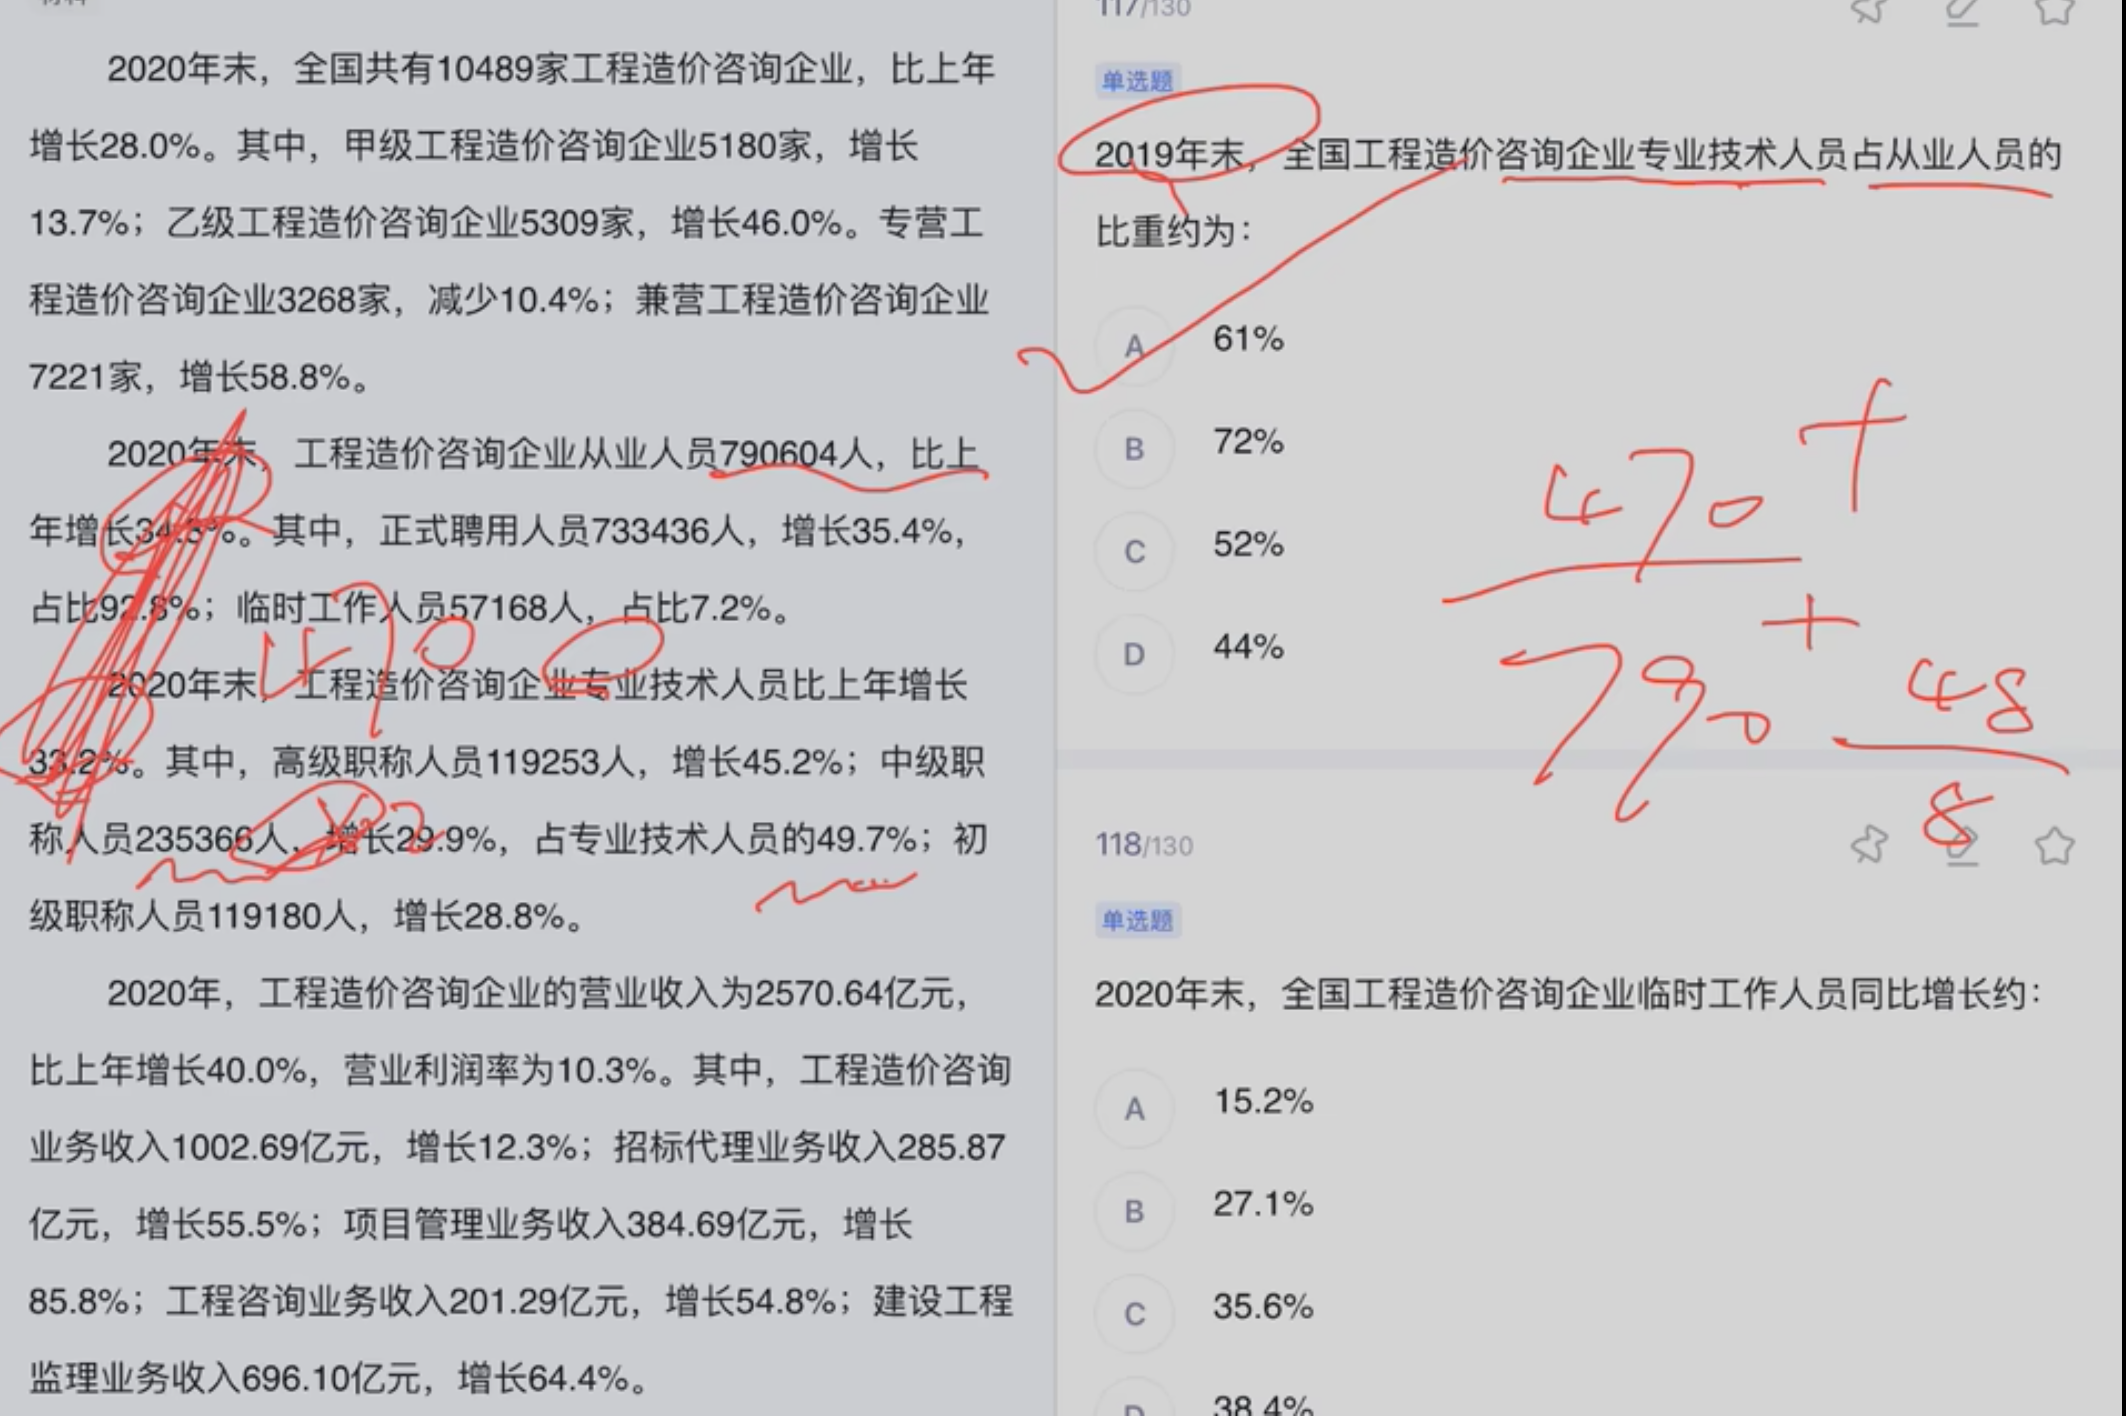 2020年末，全国共有10489家工程造价咨询企业，比上年
增长28.0%。其中，甲级工程造价咨询企业5180家，增长
13.7%；乙级工程造价咨询企业5309家，增长46.0%。专营工
程造价咨询企业3268家，减少10.4%；兼营工程造价咨询企业
7221家，增长58.8%。
2020年末，工程造价咨询企业从业人员790604人，比上
年增长34.3%。其中，正式聘用人员733436人，增长35.4%，
占比92.8%；临时工作人员57168人，占比7.2%。
470
2020年末，工程造价咨询企业专业技术人员比上年增长
33.2%。其中，高级职称人员119253人，增长45.2%；中级职
称人员235366人，增长29.9%，占专业技术人员的49.7%；初
×2
级职称人员119180人，增长28.8%。
2020年，工程造价咨询企业的营业收入为2570.64亿元，
比上年增长40.0%，营业利润率为10.3%。其中，工程造价咨询
业务收入1002.69亿元，增长12.3%；招标代理业务收入285.87
亿元，增长55.5%；项目管理业务收入384.69亿元，增长
85.8%；工程咨询业务收入201.29亿元，增长54.8%；建设工程
监理业务收入696.10亿元，增长64.4%。
117/130
单选题
2019年末，全国工程造价咨询企业专业技术人员占从业人员的
比重约为：
A 61%
B 72%
C 52%
D 44%
470 +
790 +
48
8
118/130
单选题
2020年末，全国工程造价咨询企业临时工作人员同比增长约：
A 15.2%
B 27.1%
C 35.6%
D 38.4%